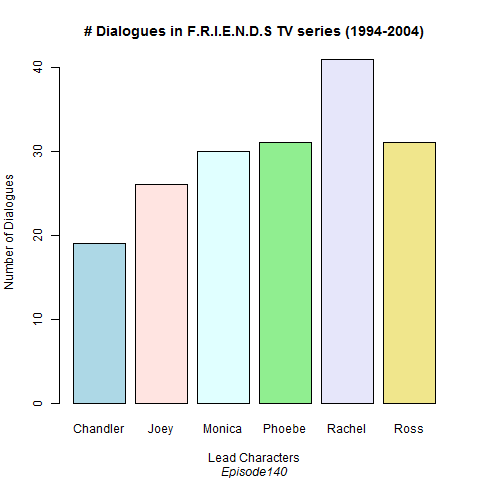 # Dialogues in F.R.I.E.N.D.S TV series (1994-2004)
Number of Dialogues
40
30
20
10
0
Chandler Joey Monica Phoebe Rachel Ross
Lead Characters
Episode140